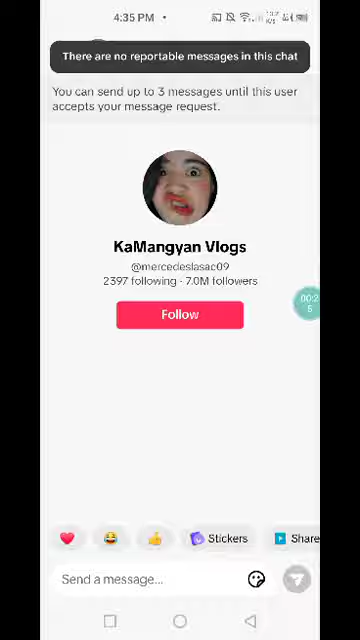 4:35 PM
There are no reportable messages in this chat
You can send up to 3 messages until this user
accepts your message request.
KaMangyan Vlogs
@mercedeslasac09
2397 following · 7.0M followers
Follow
Stickers
Share
Send a message...